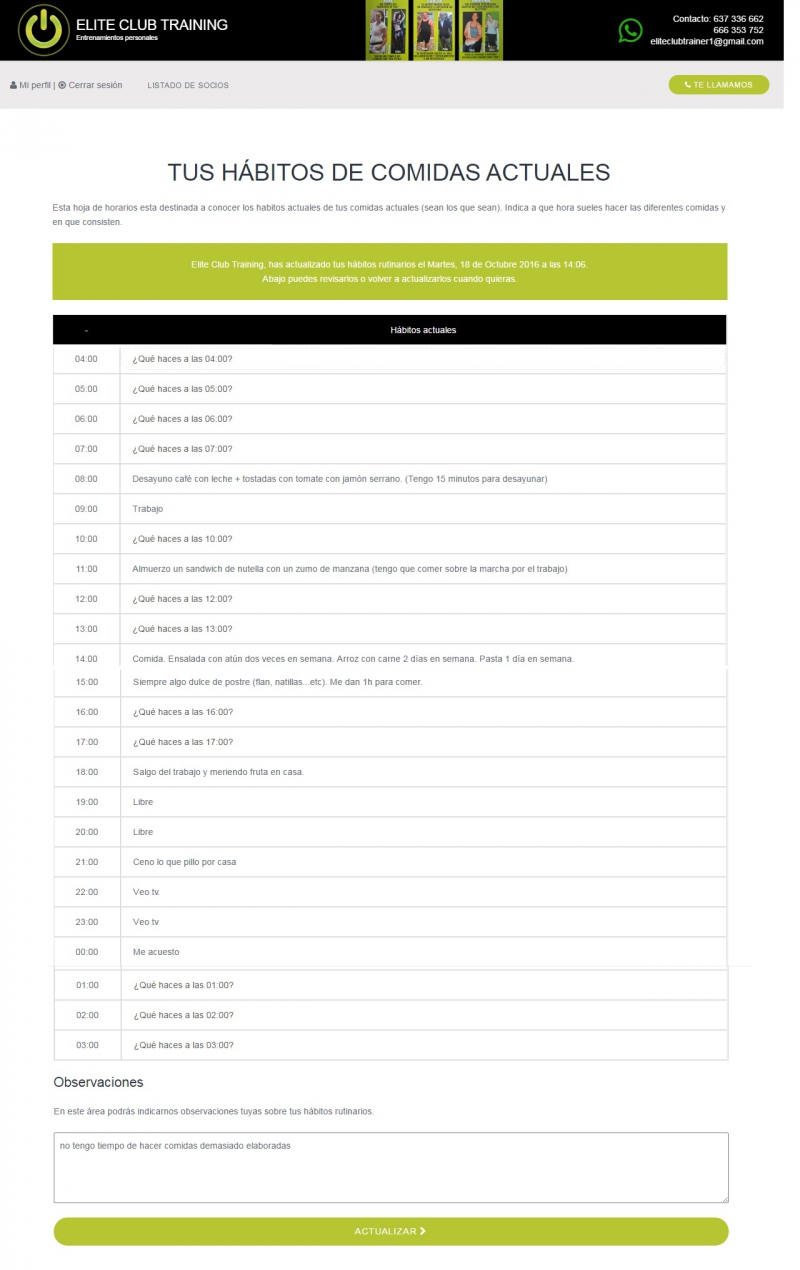 ELITE CLUB TRAINING
Entrenamientos personales
Contacto: 637 336 662
666 353 752
eliteclubtrainer1@gmail.com
Mi perfil | Cerrar sesión LISTADO DE SOCIOS TE LLAMAMOS
TUS HÁBITOS DE COMIDAS ACTUALES
Esta hoja de horarios esta destinada a conocer los habitos actuales de tus comidas actuales (sean los que sean). Indica a que hora sueles hacer las diferentes comidas y
en que consisten.
Elite Club Training, has actualizado tus hábitos rutinarios el Martes, 18 de Octubre 2016 a las 14:06.
Abajo puedes revisarlos o volver a actualizarlos cuando quieras.
- Hábitos actuales
04:00 ¿Qué haces a las 04:00?
05:00 ¿Qué haces a las 05:00?
06:00 ¿Qué haces a las 06:00?
07:00 ¿Qué haces a las 07:00?
08:00 Desayuno café con leche + tostadas con tomate con jamón serrano. (Tengo 15 minutos para desayunar)
09:00 Trabajo
10:00 ¿Qué haces a las 10:00?
11:00 Almuerzo un sandwich de nutella con un zumo de manzana (tengo que comer sobre la marcha por el trabajo)
12:00 ¿Qué haces a las 12:00?
13:00 ¿Qué haces a las 13:00?
14:00 Comida. Ensalada con atún dos veces en semana. Arroz con carne 2 días en semana. Pasta 1 día en semana.
15:00 Siempre algo dulce de postre (flan, natillas...etc). Me dan 1h para comer.
16:00 ¿Qué haces a las 16:00?
17:00 ¿Qué haces a las 17:00?
18:00 Salgo del trabajo y meriendo fruta en casa.
19:00 Libre
20:00 Libre
21:00 Ceno lo que pillo por casa
22:00 Veo tv.
23:00 Veo tv
00:00 Me acuesto
01:00 ¿Qué haces a las 01:00?
02:00 ¿Qué haces a las 02:00?
03:00 ¿Qué haces a las 03:00?
Observaciones
En este área podrás indicarnos observaciones tuyas sobre tus hábitos rutinarios.
no tengo tiempo de hacer comidas demasiado elaboradas
ACTUALIZAR